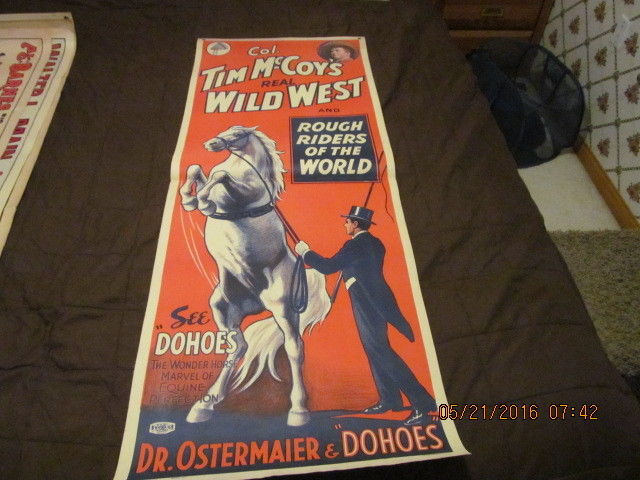 Col.
TIM McCOY'S
REAL
WILD WEST
AND
ROUGH
RIDERS
OF THE
WORLD
"SEE
DOHOES
THE WONDER HORSE
MARVEL OF
EQUINE
PERFECTION
DR. OSTERMAIER & "DOHOES"
05/21/2016 07:42